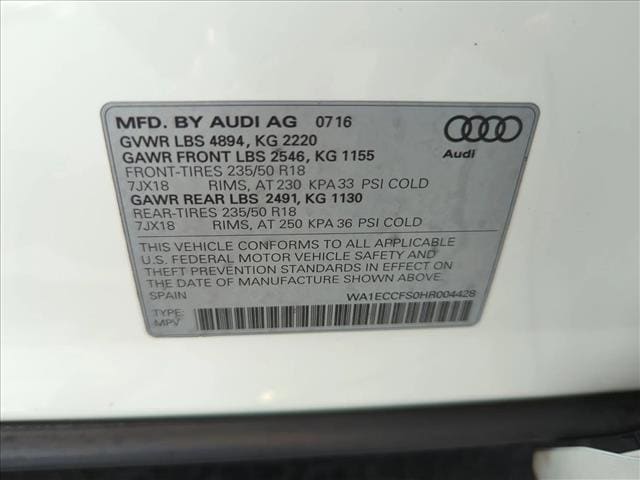 MFD. BY AUDI AG 07/16
GVWR LBS 4894, KG 2220
GAWR FRONT LBS 2546, KG 1155
FRONT-TIRES 235/50 R18
7JX18 RIMS, AT 230 KPA 33 PSI COLD
GAWR REAR LBS 2491, KG 1130
REAR-TIRES 235/50 R18
7JX18 RIMS, AT 250 KPA 36 PSI COLD
Audi
THIS VEHICLE CONFORMS TO ALL APPLICABLE
U.S. FEDERAL MOTOR VEHICLE SAFETY, BUMPER, AND
THEFT PREVENTION STANDARDS IN EFFECT ON
THE DATE OF MANUFACTURE SHOWN ABOVE.
SPAIN WA1ECCFS0HR004428
TYPE:
MPV